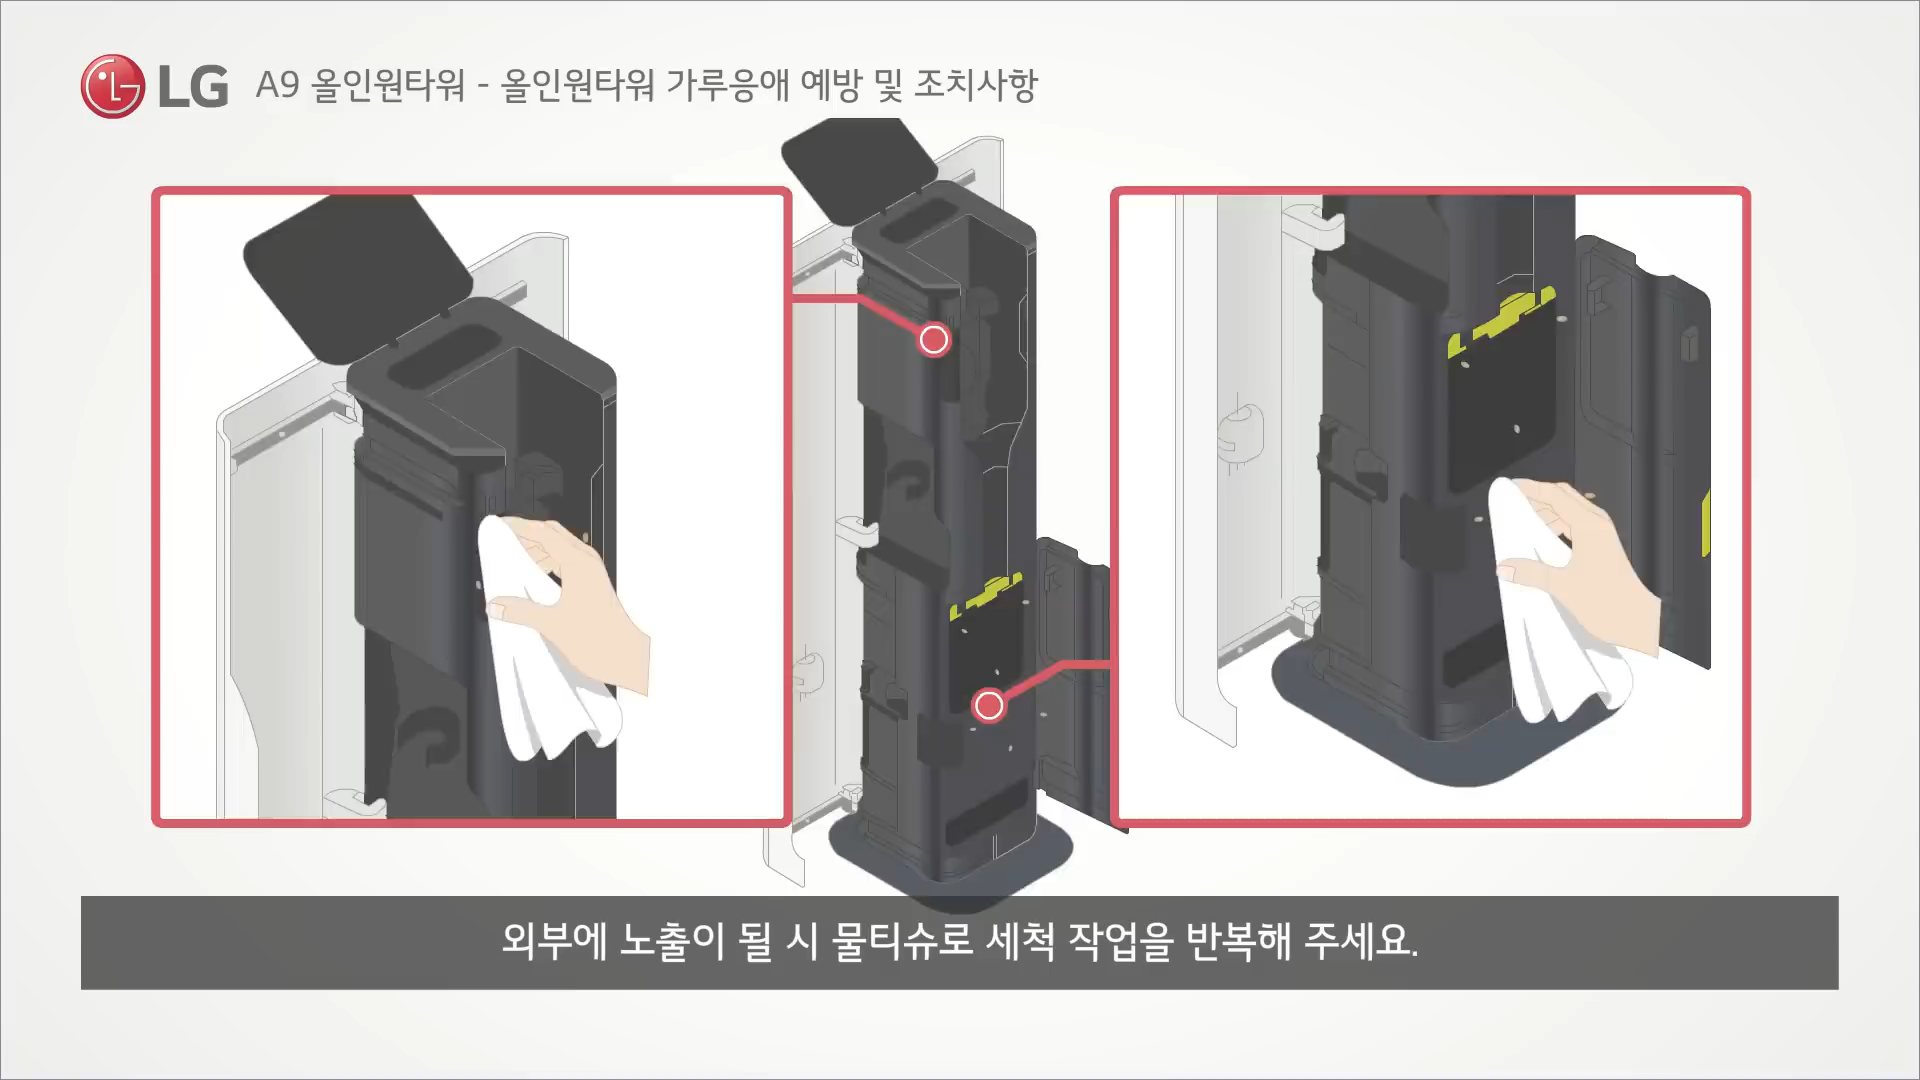 LG A9 올인원타워 - 올인원타워 가루응애 예방 및 조치사항
외부에 노출이 될 시 물티슈로 세척 작업을 반복해 주세요.